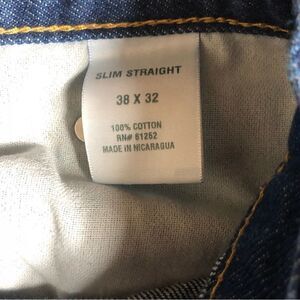 SLIM STRAIGHT
38 X 32
100% COTTON
RN# 61262
MADE IN NICARAGUA